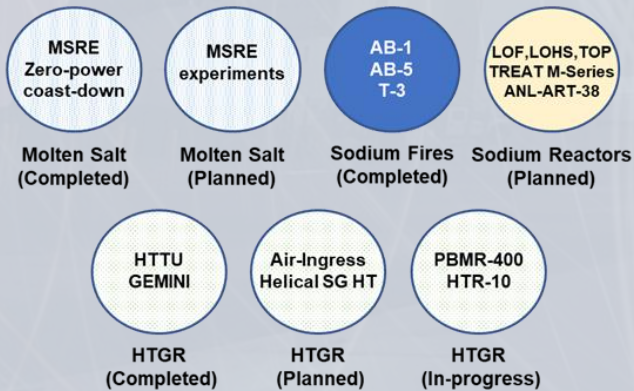 MSRE
Zero-power
coast-down
Molten Salt
(Completed)
MSRE
experiments
Molten Salt
(Planned)
AB-1
AB-5
T-3
Sodium Fires
(Completed)
LOF,LOHS,TOP
TREAT M-Series
ANL-ART-38
Sodium Reactors
(Planned)
HTTU
GEMINI
HTGR
(Completed)
Air-Ingress
Helical SG HT
HTGR
(Planned)
PBMR-400
HTR-10
HTGR
(In-progress)